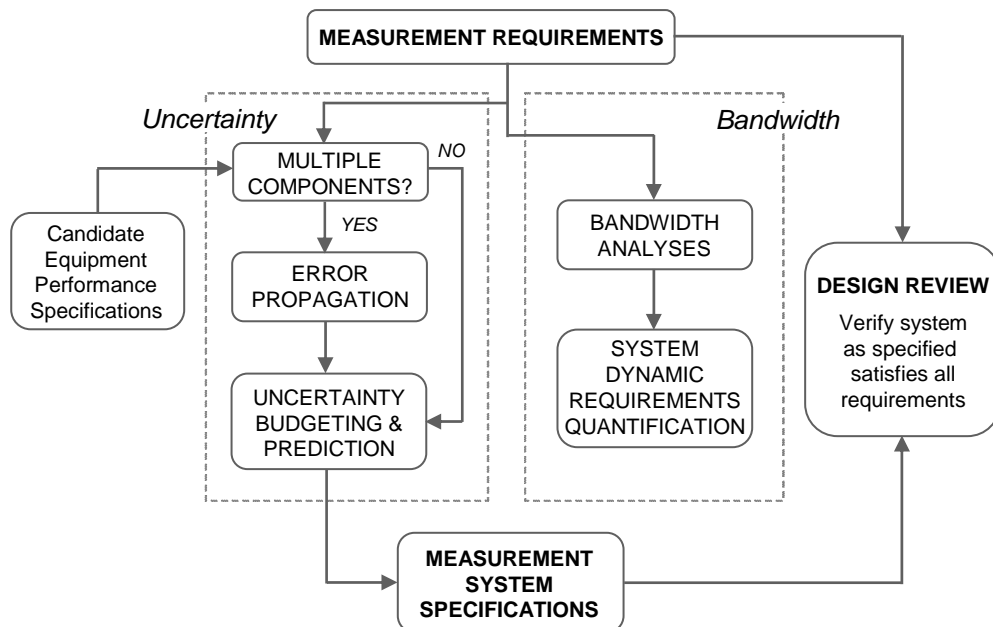 MEASUREMENT REQUIREMENTS
Uncertainty
Bandwidth
MULTIPLE
COMPONENTS?
NO
YES
Candidate
Equipment
Performance
Specifications
ERROR
PROPAGATION
UNCERTAINTY
BUDGETING &
PREDICTION
BANDWIDTH
ANALYSES
SYSTEM
DYNAMIC
REQUIREMENTS
QUANTIFICATION
DESIGN REVIEW
Verify system
as specified
satisfies all
requirements
MEASUREMENT
SYSTEM
SPECIFICATIONS